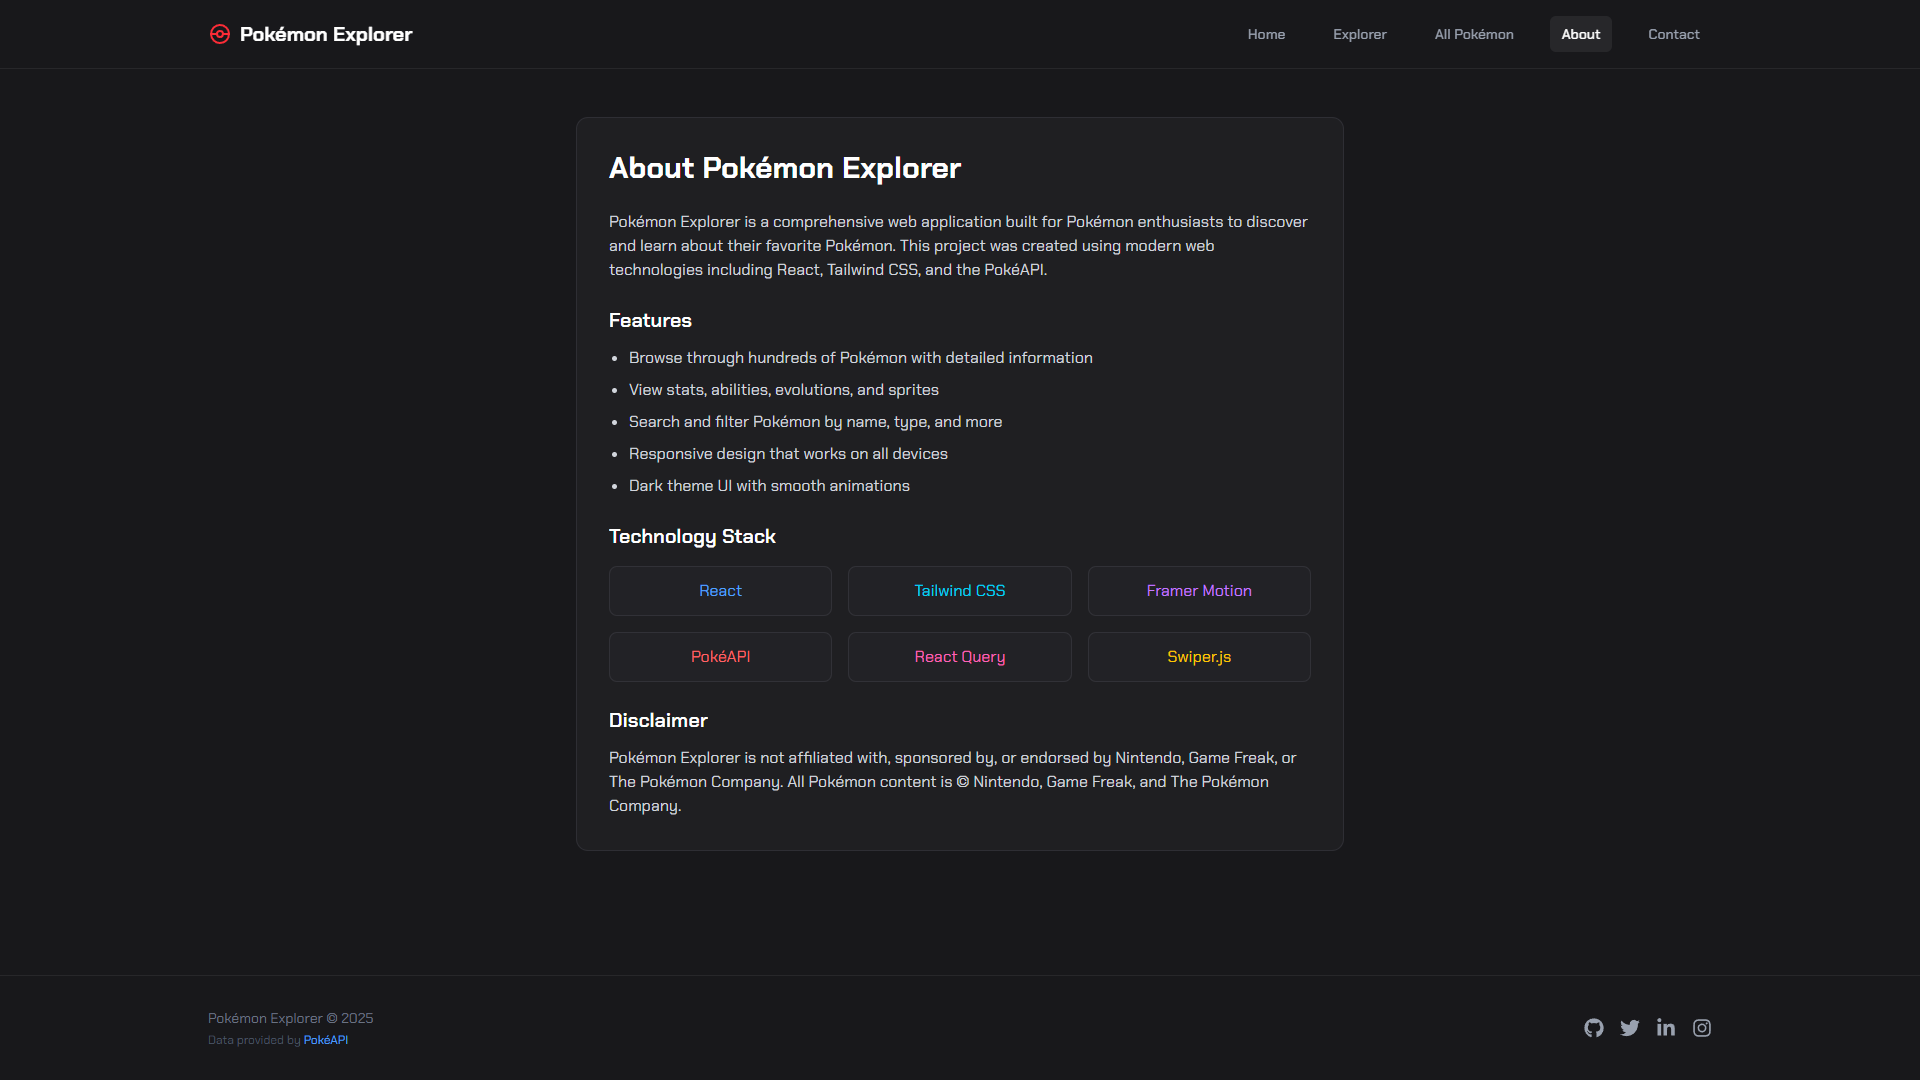 Pokémon Explorer
Home
Explorer
All Pokémon
About
Contact
About Pokémon Explorer
Pokémon Explorer is a comprehensive web application built for Pokémon enthusiasts to discover
and learn about their favorite Pokémon. This project was created using modern web
technologies including React, Tailwind CSS, and the PokéAPI.
Features
• Browse through hundreds of Pokémon with detailed information
• View stats, abilities, evolutions, and sprites
• Search and filter Pokémon by name, type, and more
• Responsive design that works on all devices
• Dark theme UI with smooth animations
Technology Stack
React
Tailwind CSS
Framer Motion
PokéAPI
React Query
Swiper.js
Disclaimer
Pokémon Explorer is not affiliated with, sponsored by, or endorsed by Nintendo, Game Freak, or
The Pokémon Company. All Pokémon content is © Nintendo, Game Freak, and The Pokémon
Company.
Pokémon Explorer © 2025
Data provided by PokéAPI